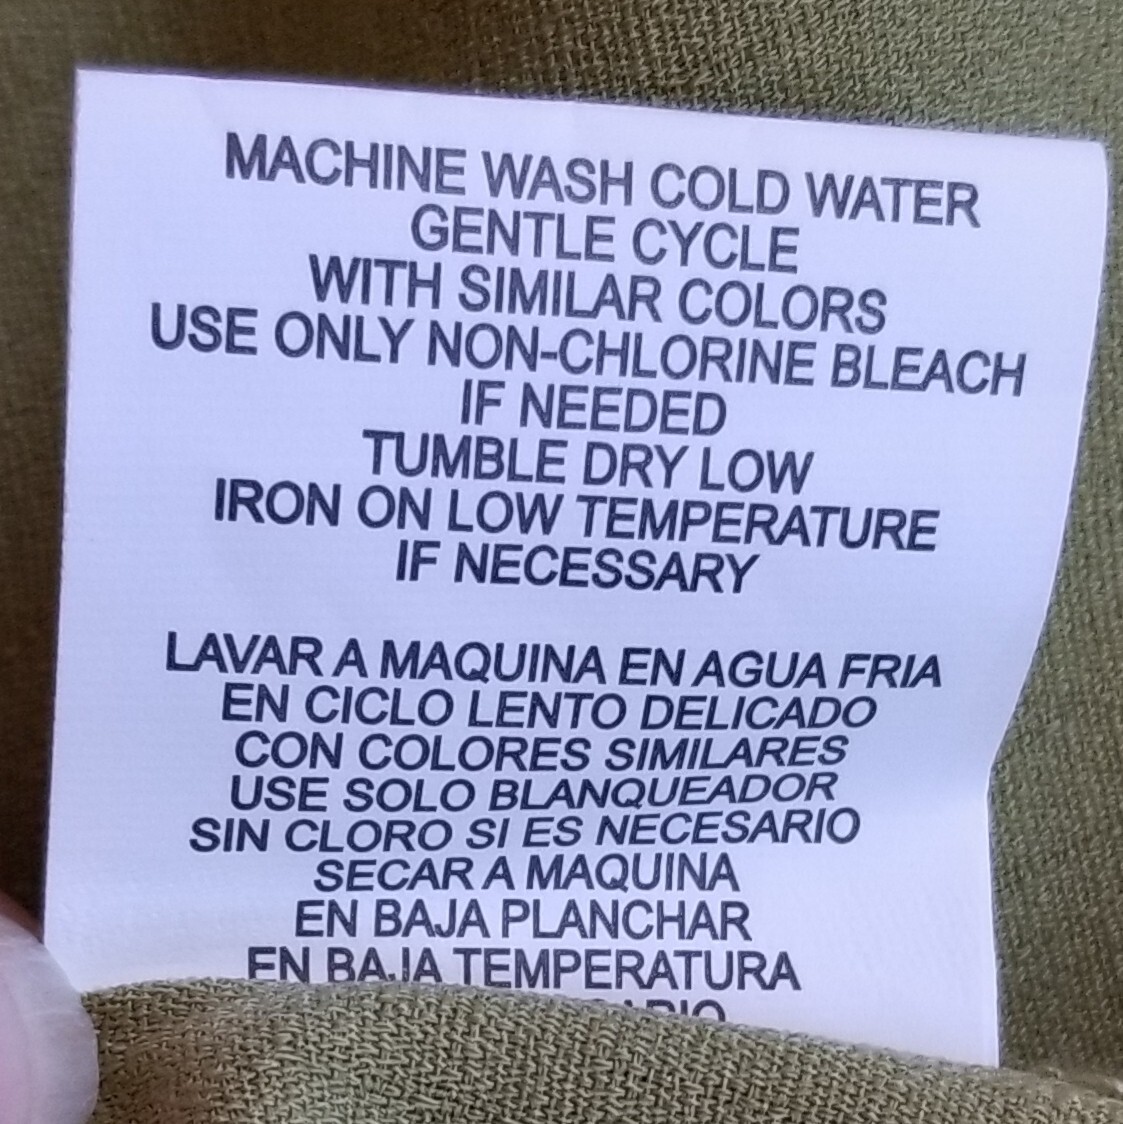 MACHINE WASH COLD WATER
GENTLE CYCLE
WITH SIMILAR COLORS
USE ONLY NON-CHLORINE BLEACH
IF NEEDED
TUMBLE DRY LOW
IRON ON LOW TEMPERATURE
IF NECESSARY
LAVAR A MAQUINA EN AGUA FRIA
EN CICLO LENTO DELICADO
CON COLORES SIMILARES
USE SOLO BLANQUEADOR
SIN CLORO SI ES NECESARIO
SECAR A MAQUINA
EN BAJA PLANCHAR
EN BAJA TEMPERATURA